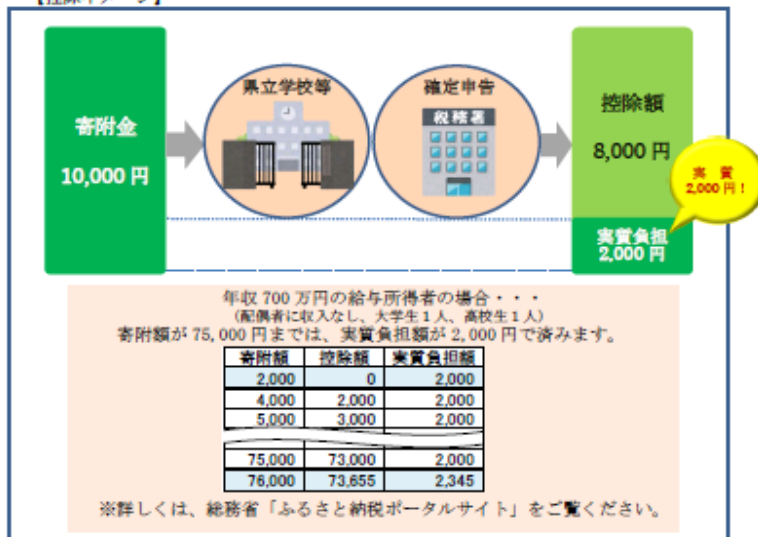 【控除イメージ】
寄附金
10,000 円
県立学校等
確定申告
税務署
控除額
8,000 円
実 質
2,000 円！
実質負担
2,000 円
年収 700 万円の給与所得者の場合・・・
（配偶者に収入なし、大学生１人、高校生１人）
寄附額が 75,000 円までは、実質負担額が 2,000 円で済みます。
寄附額 控除額 実質負担額
2,000 0 2,000
4,000 2,000 2,000
5,000 3,000 2,000
75,000 73,000 2,000
76,000 73,655 2,345
※詳しくは、総務省「ふるさと納税ポータルサイト」をご覧ください。